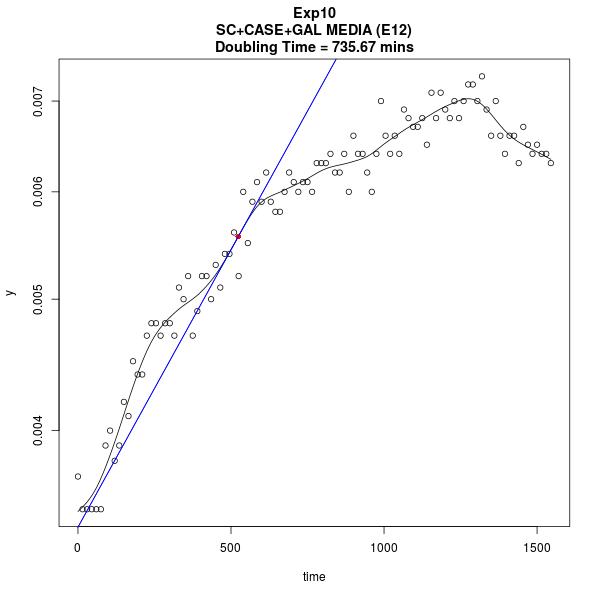 Exp10
SC+CASE+GAL MEDIA (E12)
Doubling Time = 735.67 mins
0.007
0.006
0.005
0.004
y
0 500 1000 1500
time